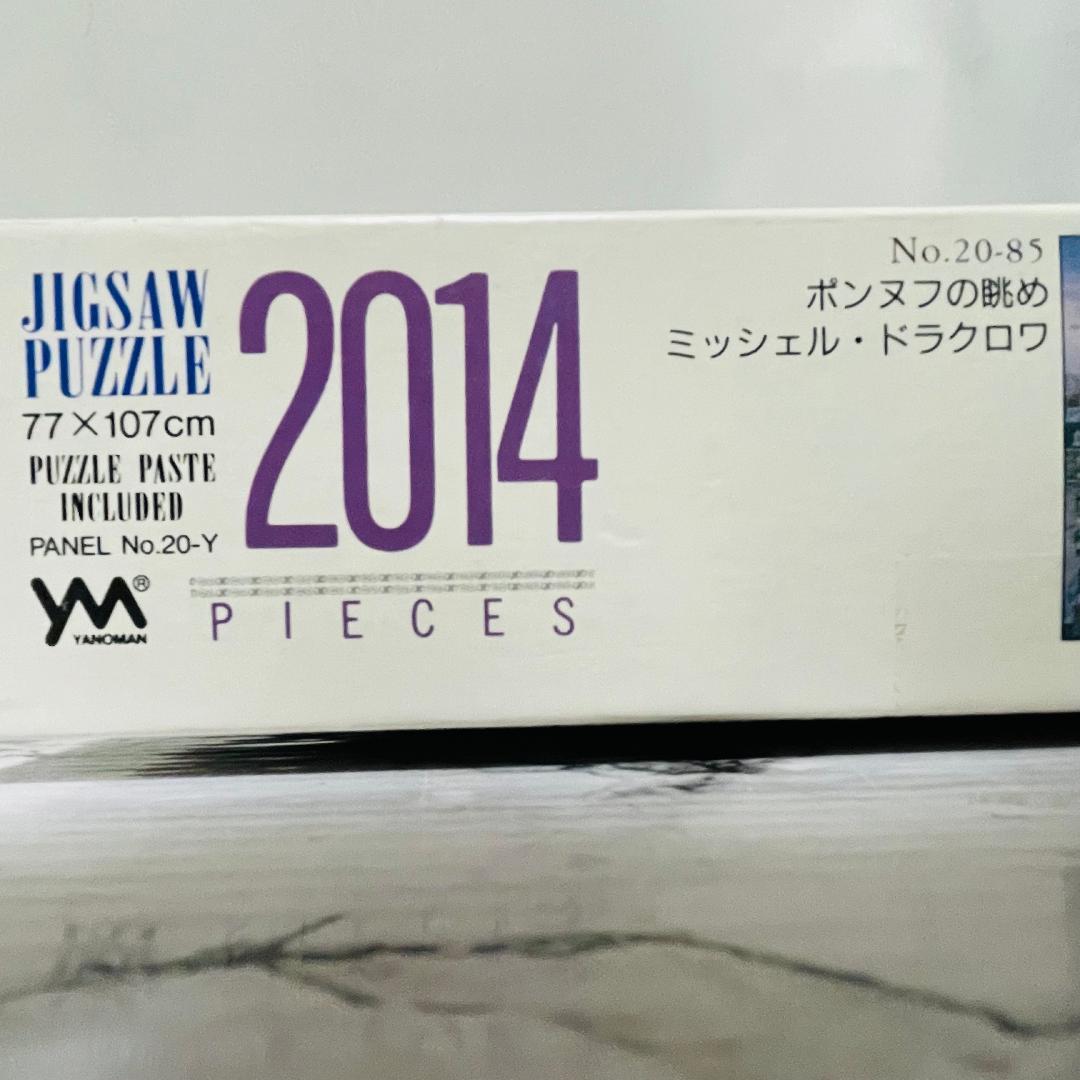 JIGSAW
PUZZLE
77×107cm
PUZZLE PASTE
INCLUDED
PANEL No.20-Y
YM®
YANOMAN
2014
PIECES
No.20-85
ポンヌフの眺め
ミッシェル・ドラクロワ